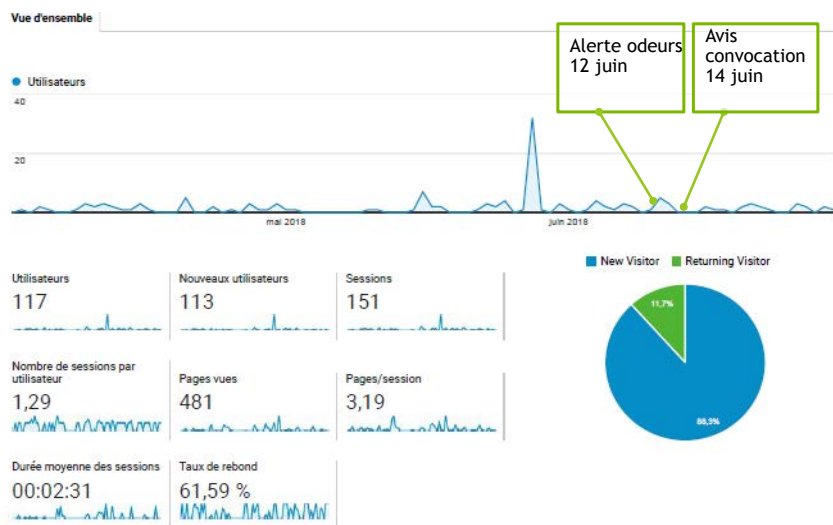 Vue d'ensemble
Alerte odeurs
12 juin
Avis
convocation
14 juin
Utilisateurs
40
20
mai 2018
juin 2018
New Visitor
Returning Visitor
11,7%
88,3%
Utilisateurs
117
Nouveaux utilisateurs
113
Sessions
151
Nombre de sessions par
utilisateur
1,29
Pages vues
481
Pages/session
3,19
Durée moyenne des sessions
00:02:31
Taux de rebond
61,59 %